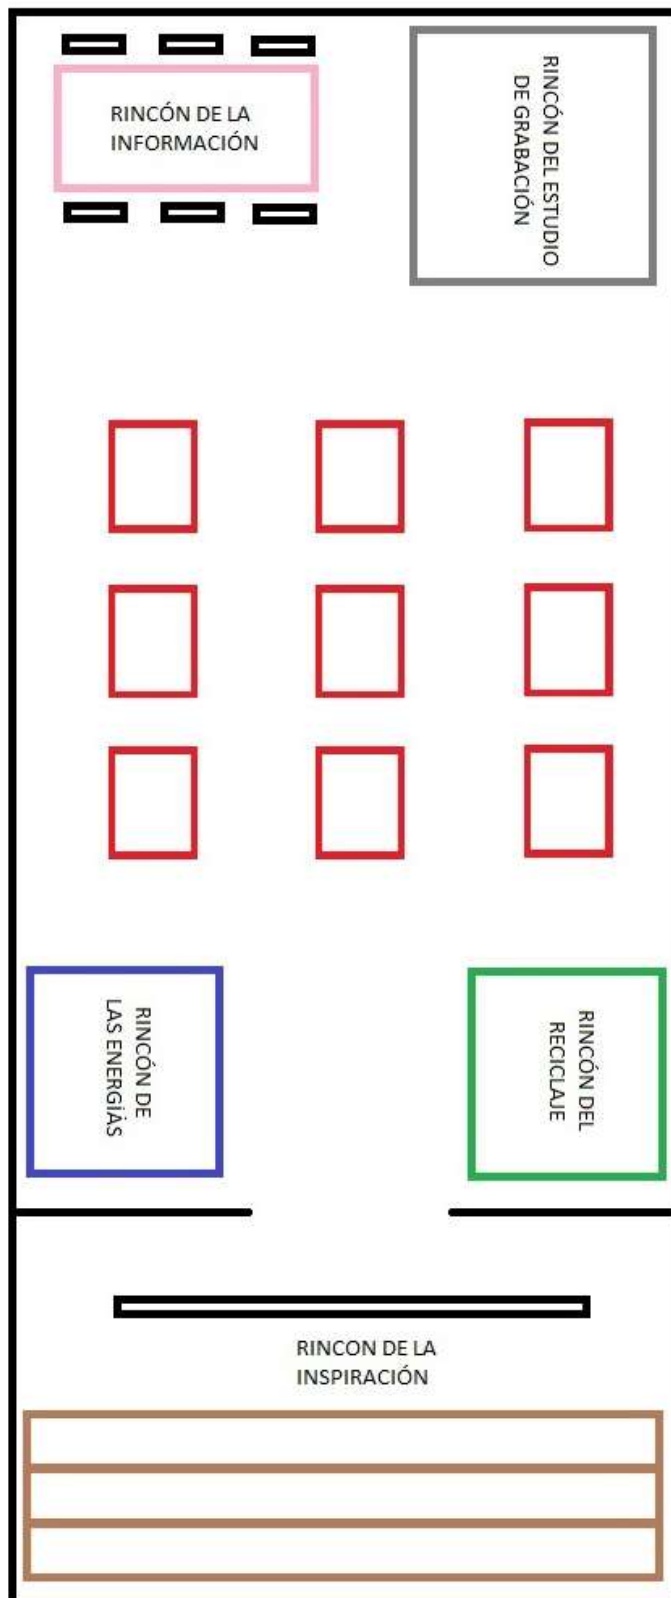 RINCÓN DE LA
INFORMACIÓN
RINCÓN DEL ESTUDIO
DE GRABACIÓN
RINCÓN DE
LAS ENERGIÁS
RINCÓN DEL
RECICLAJE
RINCON DE LA
INSPIRACIÓN